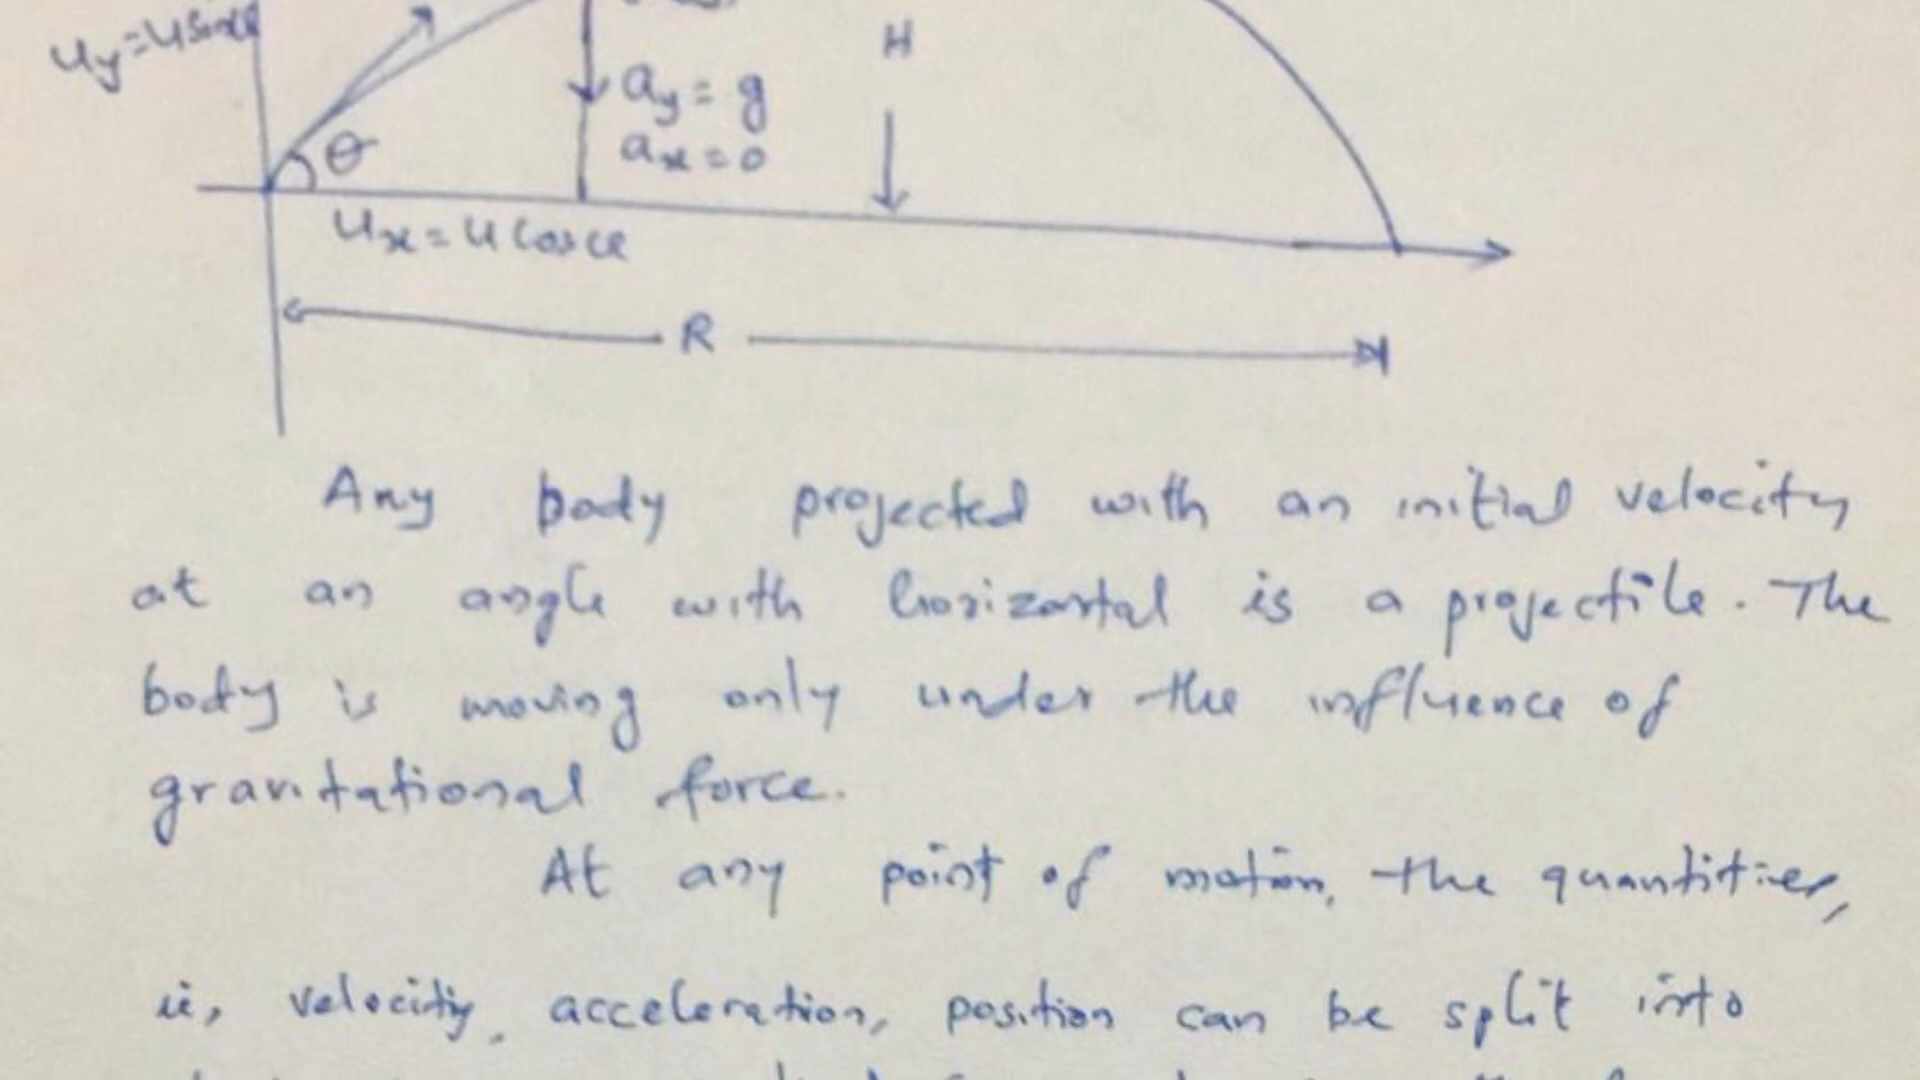 H
uy=usinα
ay = g
θ
ax = 0
ux = u cosα
R
Any body projected with an initial velocity
at an angle with horizontal is a projectile. The
body is moving only under the influence of
gravitational force.
At any point of motion, the quantities,
ie, velocity, acceleration, position can be split into